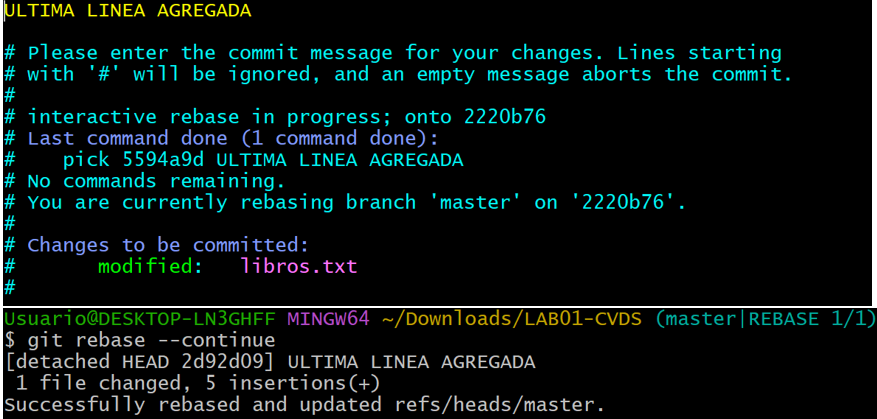 ULTIMA LINEA AGREGADA
# Please enter the commit message for your changes. Lines starting
# with '#' will be ignored, and an empty message aborts the commit.
#
# interactive rebase in progress; onto 2220b76
# Last command done (1 command done):
#    pick 5594a9d ULTIMA LINEA AGREGADA
# No commands remaining.
# You are currently rebasing branch 'master' on '2220b76'.
#
# Changes to be committed:
#       modified:   libros.txt
#
Usuario@DESKTOP-LN3GHFF MINGW64 ~/Downloads/LAB01-CVDS (master|REBASE 1/1)
$ git rebase --continue
[detached HEAD 2d92d09] ULTIMA LINEA AGREGADA
 1 file changed, 5 insertions(+)
Successfully rebased and updated refs/heads/master.